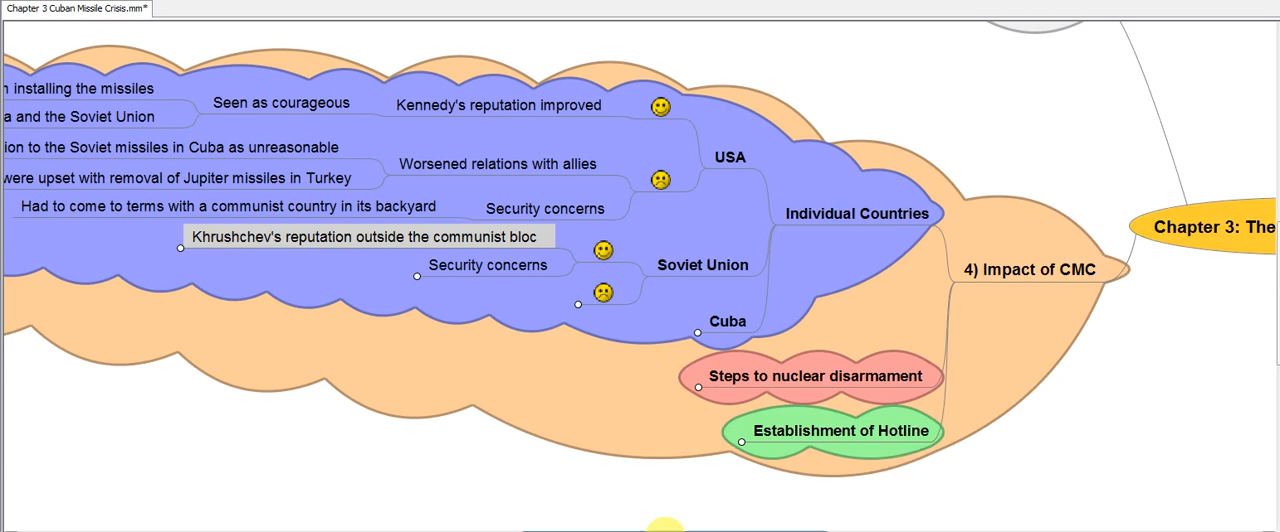 Chapter 3 Cuban Missile Crisis.mm*
installing the missiles
a and the Soviet Union
Seen as courageous
Kennedy's reputation improved
ion to the Soviet missiles in Cuba as unreasonable
were upset with removal of Jupiter missiles in Turkey
Worsened relations with allies
USA
Had to come to terms with a communist country in its backyard
Security concerns
Individual Countries
Khrushchev's reputation outside the communist bloc
Security concerns
Soviet Union
Cuba
4) Impact of CMC
Chapter 3: The
Steps to nuclear disarmament
Establishment of Hotline